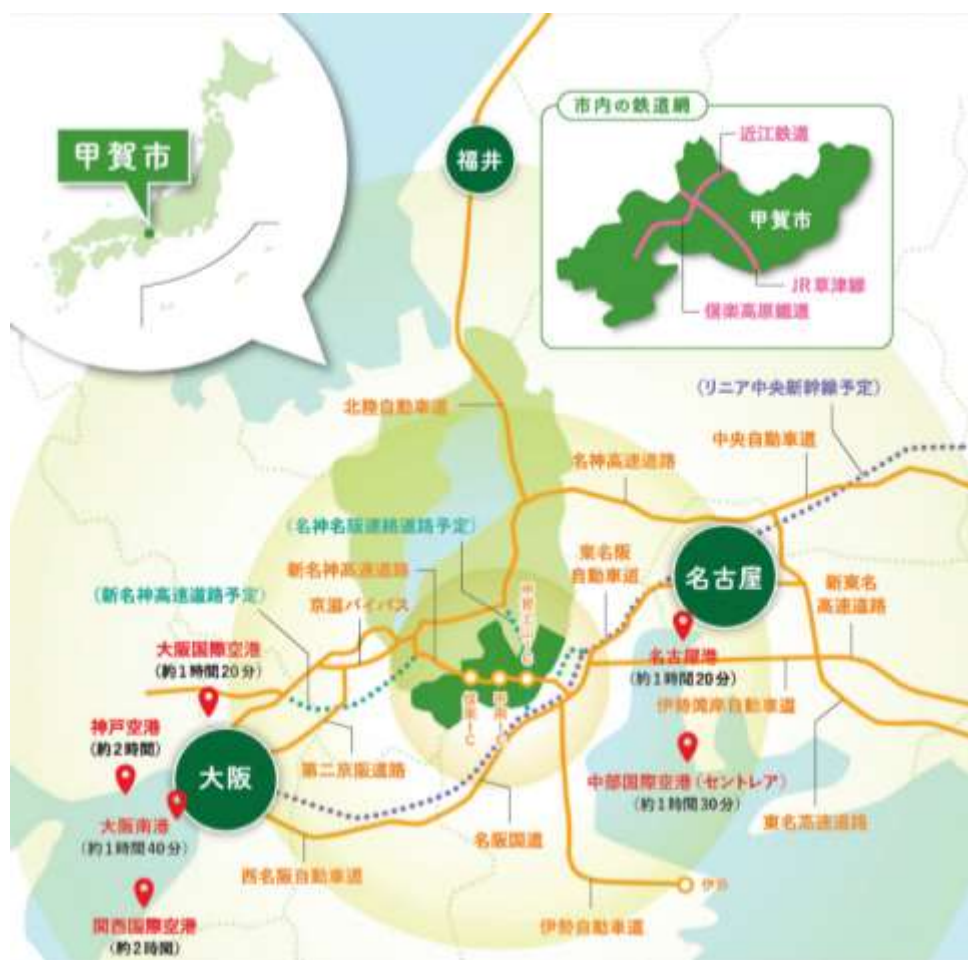 甲賀市
福井
市内の鉄道網
近江鉄道
甲賀市
JR草津線
信楽高原鐵道
(リニア中央新幹線予定)
北陸自動車道
中央自動車道
名神高速道路
(名神名阪連絡道路予定)
東名阪
自動車道
名古屋
新名神高速道路
新東名
高速道路
(新名神高速道路予定)
京滋バイパス
甲賀土山IC
大阪国際空港
(約1時間20分)
名古屋港
(約1時間20分)
伊勢湾岸自動車道
信楽IC
神戸空港
(約2時間)
大阪
第二京阪道路
中部国際空港(セントレア)
(約1時間30分)
大阪南港
(約1時間40分)
名阪国道
東名高速道路
西名阪自動車道
伊勢
関西国際空港
(約2時間)
伊勢自動車道